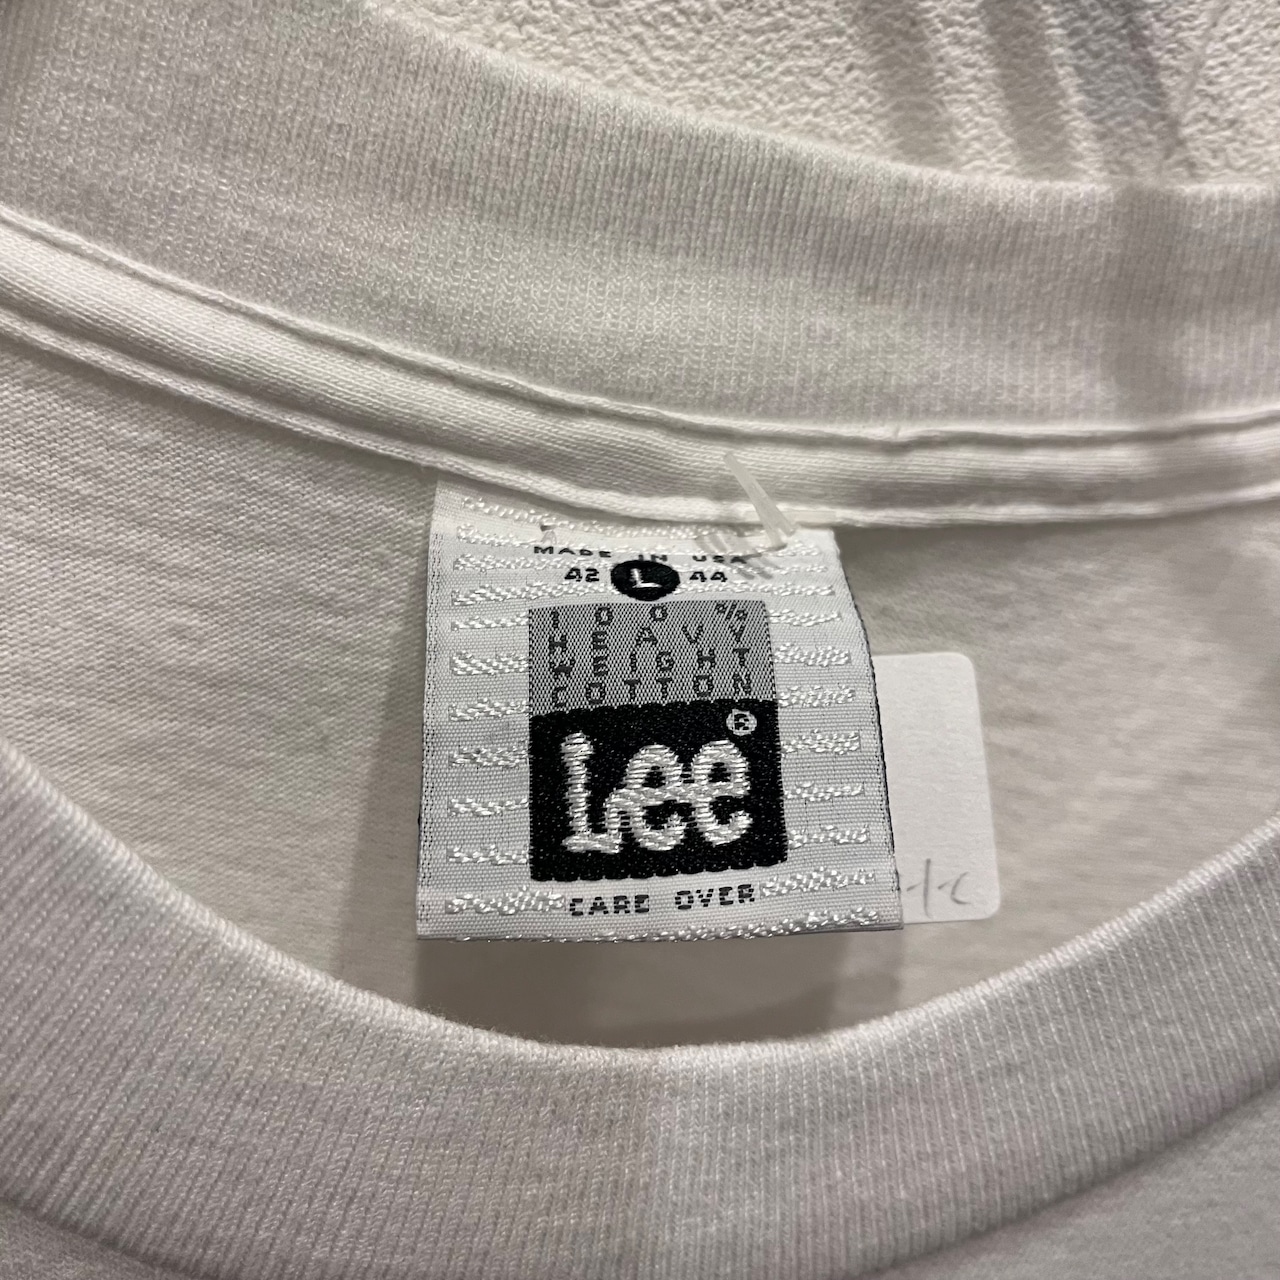 MADE IN USA
42 L 44
100%
HEAVY
WEIGHT
COTTON
Lee®
CARE OVER